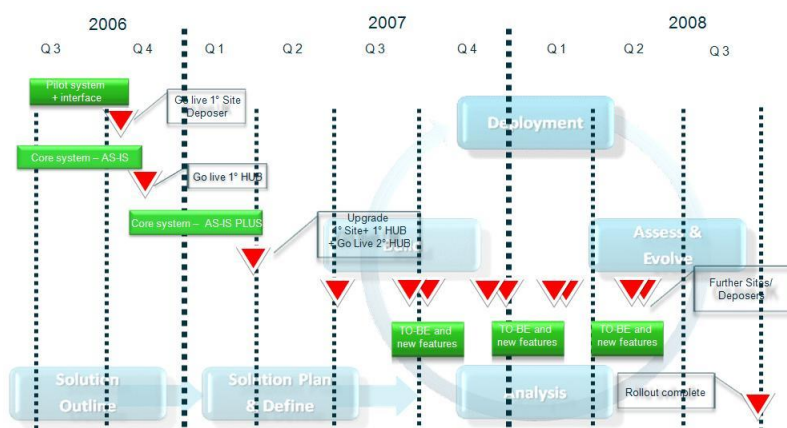 2006
2007
2008
Q 3
Q 4
Q 1
Q 2
Q 3
Q 4
Q 1
Q 2
Q 3
Pilot system
+ interface
Go live 1° Site
Deposer
Deployment
Core system – AS-IS
Go live 1° HUB
Core system – AS-IS PLUS
Upgrade
1° Site+ 1° HUB
+ Go Live 2° HUB
Assess &
Evolve
Further Sites/
Deposers
TO-BE and
new features
TO-BE and
new features
TO-BE and
new features
Solution
Outline
Solution Plan
& Define
Analysis
Rollout complete